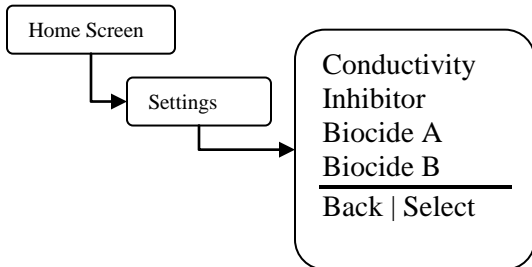 Home Screen
Settings
Conductivity
Inhibitor
Biocide A
Biocide B
Back | Select